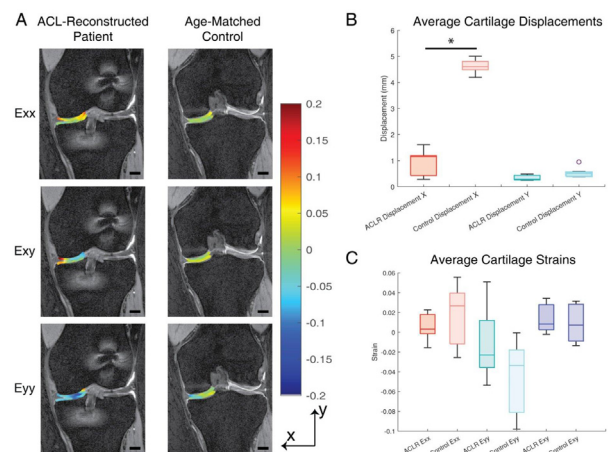 A
ACL-Reconstructed
Patient
Age-Matched
Control
Exx
Exy
Eyy
0.2
0.15
0.1
0.05
0
-0.05
-0.1
-0.15
-0.2
y
x
B
Average Cartilage Displacements
Displacement (mm)
6
5
4
3
2
1
0
*
ACLR Displacement X
Control Displacement X
ACLR Displacement Y
Control Displacement Y
C
Average Cartilage Strains
Strain
0.06
0.04
0.02
0
-0.02
-0.04
-0.06
-0.08
-0.1
ACLR Exx
Control Exx
ACLR Eyy
Control Eyy
ACLR Exy
Control Exy